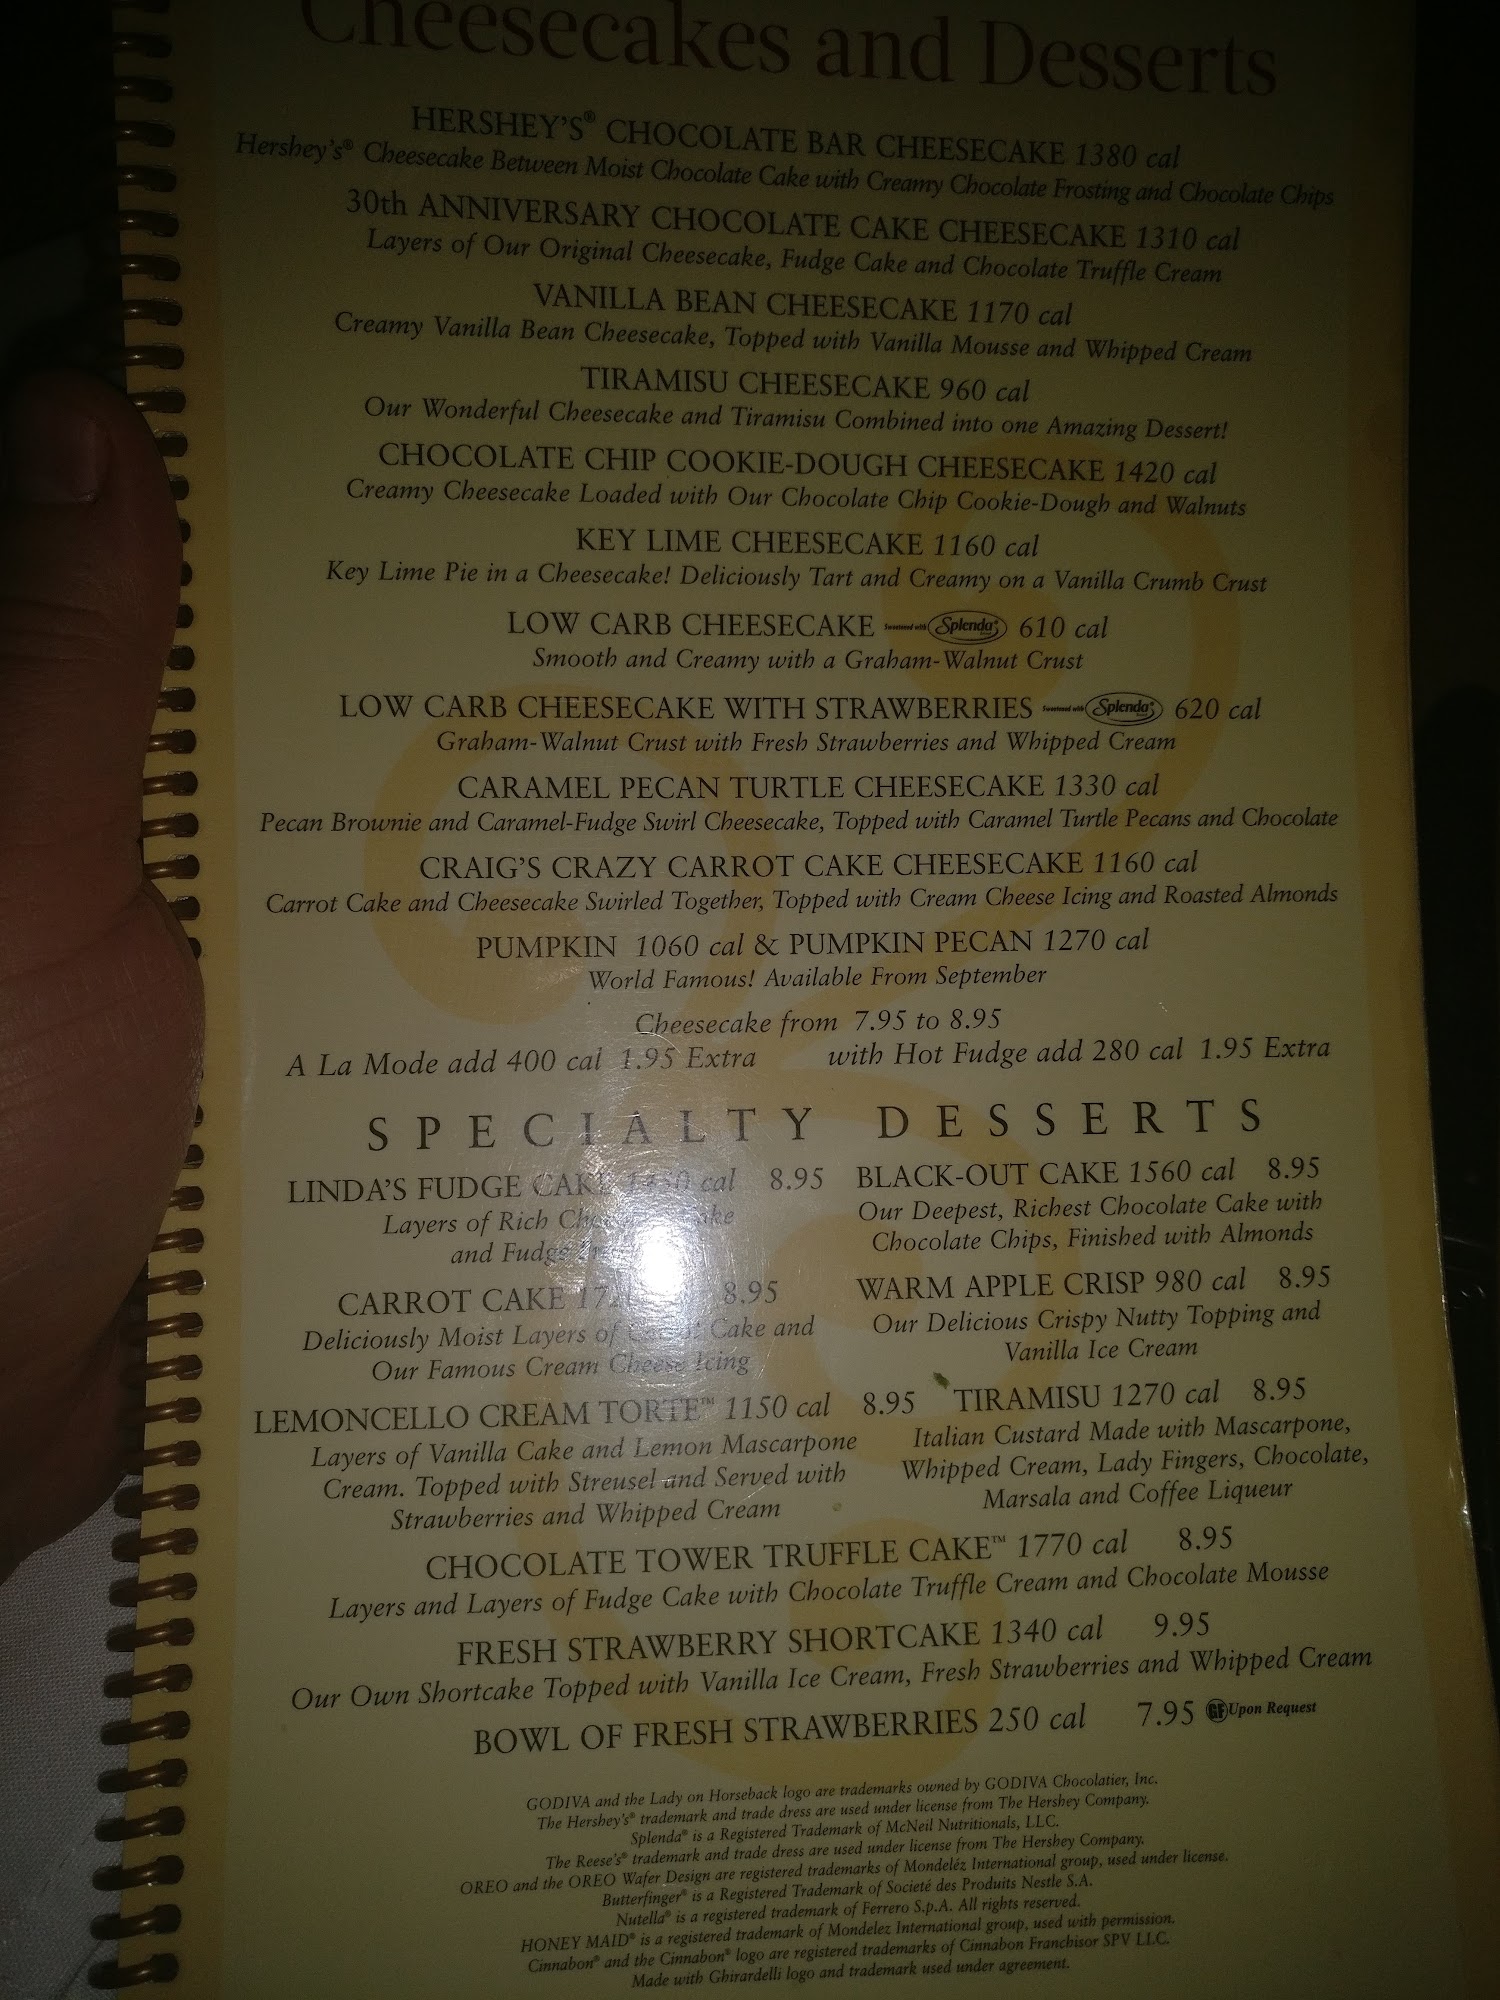 Cheesecakes and Desserts
HERSHEY'S® CHOCOLATE BAR CHEESECAKE 1380 cal
Hershey's® Cheesecake Between Moist Chocolate Cake with Creamy Chocolate Frosting and Chocolate Chips
30th ANNIVERSARY CHOCOLATE CAKE CHEESECAKE 1310 cal
Layers of Our Original Cheesecake, Fudge Cake and Chocolate Truffle Cream
VANILLA BEAN CHEESECAKE 1170 cal
Creamy Vanilla Bean Cheesecake, Topped with Vanilla Mousse and Whipped Cream
TIRAMISU CHEESECAKE 960 cal
Our Wonderful Cheesecake and Tiramisu Combined into one Amazing Dessert!
CHOCOLATE CHIP COOKIE-DOUGH CHEESECAKE 1420 cal
Creamy Cheesecake Loaded with Our Chocolate Chip Cookie-Dough and Walnuts
KEY LIME CHEESECAKE 1160 cal
Key Lime Pie in a Cheesecake! Deliciously Tart and Creamy on a Vanilla Crumb Crust
LOW CARB CHEESECAKE Sweetened with Splenda® 610 cal
Smooth and Creamy with a Graham-Walnut Crust
LOW CARB CHEESECAKE WITH STRAWBERRIES Sweetened with Splenda® 620 cal
Graham-Walnut Crust with Fresh Strawberries and Whipped Cream
CARAMEL PECAN TURTLE CHEESECAKE 1330 cal
Pecan Brownie and Caramel-Fudge Swirl Cheesecake, Topped with Caramel Turtle Pecans and Chocolate
CRAIG'S CRAZY CARROT CAKE CHEESECAKE 1160 cal
Carrot Cake and Cheesecake Swirled Together, Topped with Cream Cheese Icing and Roasted Almonds
PUMPKIN 1060 cal & PUMPKIN PECAN 1270 cal
World Famous! Available From September
Cheesecake from 7.95 to 8.95
A La Mode add 400 cal 1.95 Extra with Hot Fudge add 280 cal 1.95 Extra
SPECIALTY DESSERTS
LINDA'S FUDGE CAKE cal 8.95
Layers of Rich Cake
and Fudge
CARROT CAKE 8.95
Deliciously Moist Layers of Carrot Cake and
Our Famous Cream Cheese Icing
LEMONCELLO CREAM TORTE™ 1150 cal 8.95
Layers of Vanilla Cake and Lemon Mascarpone
Cream. Topped with Streusel and Served with
Strawberries and Whipped Cream
BLACK-OUT CAKE 1560 cal 8.95
Our Deepest, Richest Chocolate Cake with
Chocolate Chips, Finished with Almonds
WARM APPLE CRISP 980 cal 8.95
Our Delicious Crispy Nutty Topping and
Vanilla Ice Cream
TIRAMISU 1270 cal 8.95
Italian Custard Made with Mascarpone,
Whipped Cream, Lady Fingers, Chocolate,
Marsala and Coffee Liqueur
CHOCOLATE TOWER TRUFFLE CAKE™ 1770 cal 8.95
Layers and Layers of Fudge Cake with Chocolate Truffle Cream and Chocolate Mousse
FRESH STRAWBERRY SHORTCAKE 1340 cal 9.95
Our Own Shortcake Topped with Vanilla Ice Cream, Fresh Strawberries and Whipped Cream
BOWL OF FRESH STRAWBERRIES 250 cal 7.95 GF Upon Request
GODIVA and the Lady on Horseback logo are trademarks owned by GODIVA Chocolatier, Inc.
The Hershey's® trademark and trade dress are used under license from The Hershey Company.
Splenda® is a Registered Trademark of McNeil Nutritionals, LLC.
The Reese's® trademark and trade dress are used under license from The Hershey Company.
OREO and the OREO Wafer Design are registered trademarks of Mondeléz International group, used under license.
Butterfinger® is a Registered Trademark of Societé des Produits Nestle S.A.
Nutella® is a registered trademark of Ferrero S.p.A. All rights reserved.
HONEY MAID® is a registered trademark of Mondelez International group, used with permission.
Cinnabon® and the Cinnabon® logo are registered trademarks of Cinnabon Franchisor SPV LLC.
Made with Ghirardelli logo and trademark used under agreement.